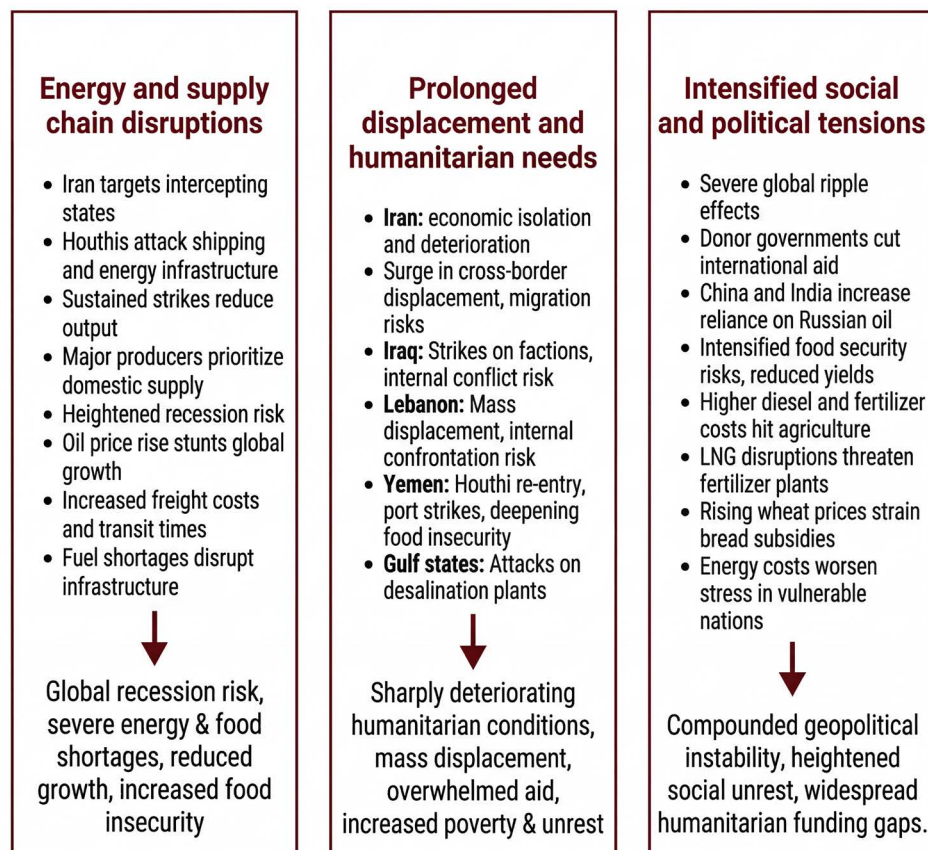 Energy and supply
chain disruptions
• Iran targets intercepting
states
• Houthis attack shipping
and energy infrastructure
• Sustained strikes reduce
output
• Major producers prioritize
domestic supply
• Heightened recession risk
• Oil price rise stunts global
growth
• Increased freight costs
and transit times
• Fuel shortages disrupt
infrastructure
Global recession risk,
severe energy & food
shortages, reduced
growth, increased food
insecurity
Prolonged
displacement and
humanitarian needs
• Iran: economic isolation
and deterioration
• Surge in cross-border
displacement, migration
risks
• Iraq: Strikes on factions,
internal conflict risk
• Lebanon: Mass
displacement, internal
confrontation risk
• Yemen: Houthi re-entry,
port strikes, deepening
food insecurity
• Gulf states: Attacks on
desalination plants
Sharply deteriorating
humanitarian conditions,
mass displacement,
overwhelmed aid,
increased poverty & unrest
Intensified social
and political tensions
• Severe global ripple
effects
• Donor governments cut
international aid
• China and India increase
reliance on Russian oil
• Intensified food security
risks, reduced yields
• Higher diesel and fertilizer
costs hit agriculture
• LNG disruptions threaten
fertilizer plants
• Rising wheat prices strain
bread subsidies
• Energy costs worsen
stress in vulnerable
nations
Compounded geopolitical
instability, heightened
social unrest, widespread
humanitarian funding gaps.